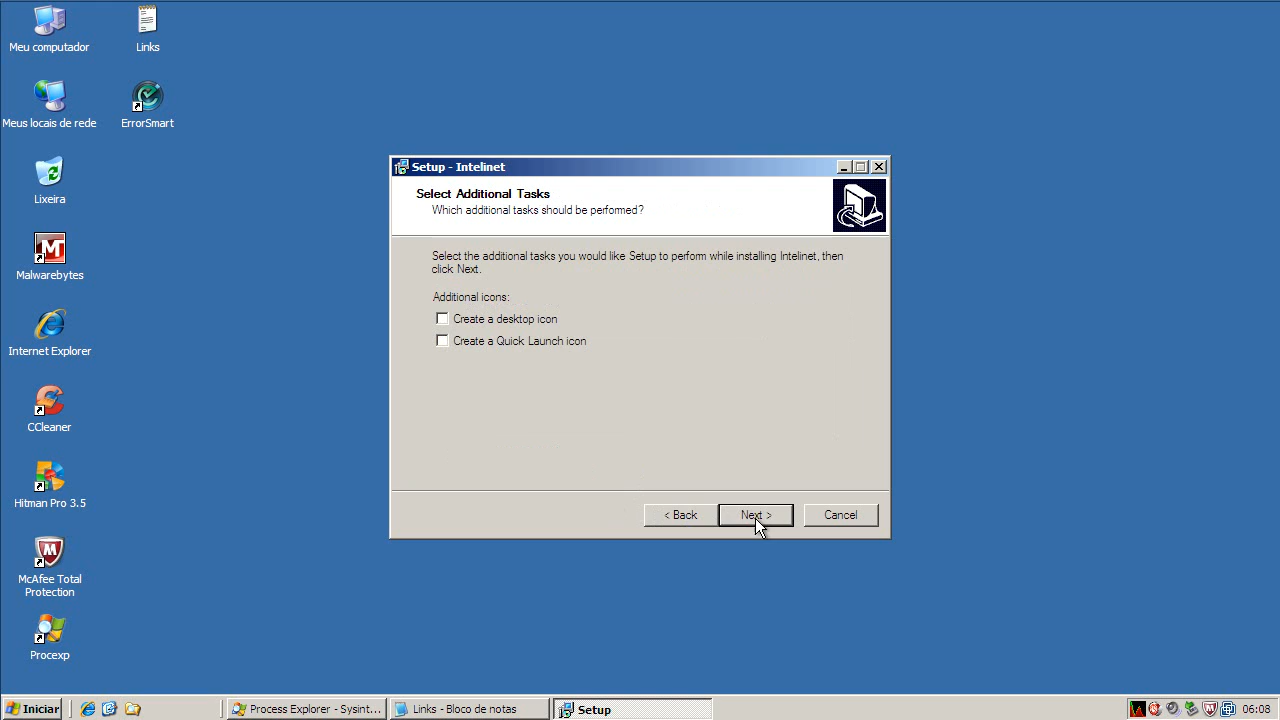 Meu computador
Links
Meus locais de rede
ErrorSmart
Lixeira
Malwarebytes
Internet Explorer
CCleaner
Hitman Pro 3.5
McAfee Total
Protection
Procexp
Setup - Intelinet
Select Additional Tasks
Which additional tasks should be performed?
Select the additional tasks you would like Setup to perform while installing Intelinet, then
click Next.
Additional icons:
Create a desktop icon
Create a Quick Launch icon
< Back
Next >
Cancel
Iniciar
Process Explorer - Sysint...
Links - Bloco de notas
Setup
06:08